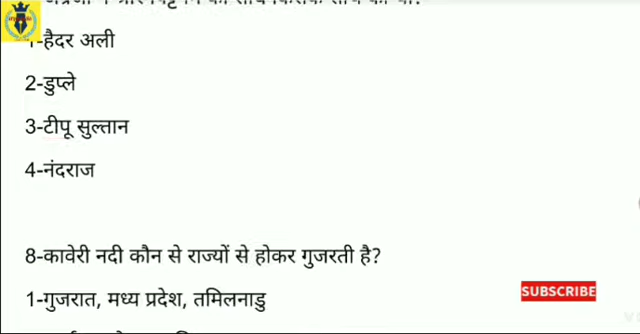 1-हैदर अली
2-डुप्ले
3-टीपू सुल्तान
4-नंदराज
8-कावेरी नदी कौन से राज्यों से होकर गुजरती है?
1-गुजरात, मध्य प्रदेश, तमिलनाडु
SUBSCRIBE